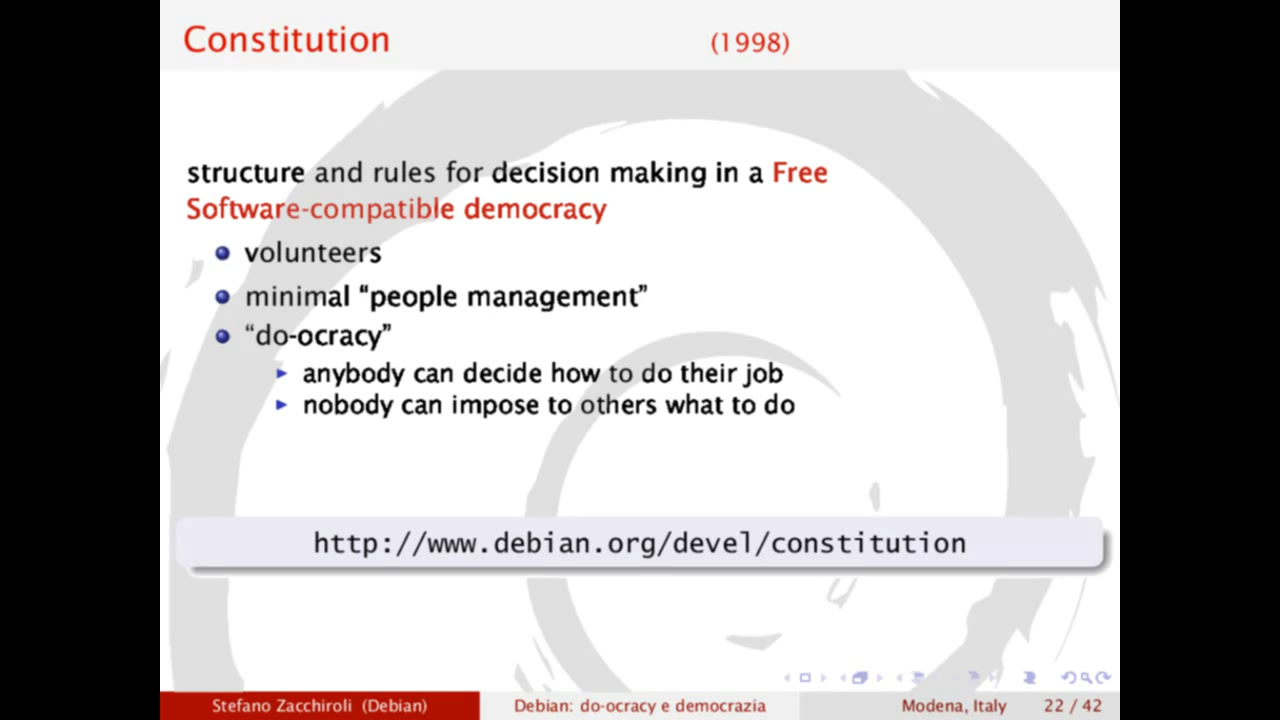 Constitution (1998)
structure and rules for decision making in a Free
Software-compatible democracy
volunteers
minimal “people management”
“do-ocracy”
anybody can decide how to do their job
nobody can impose to others what to do
http://www.debian.org/devel/constitution
Stefano Zacchiroli (Debian) Debian: do-ocracy e democrazia Modena, Italy 22 / 42